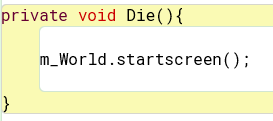 private void Die(){
m_World.startscreen();
}